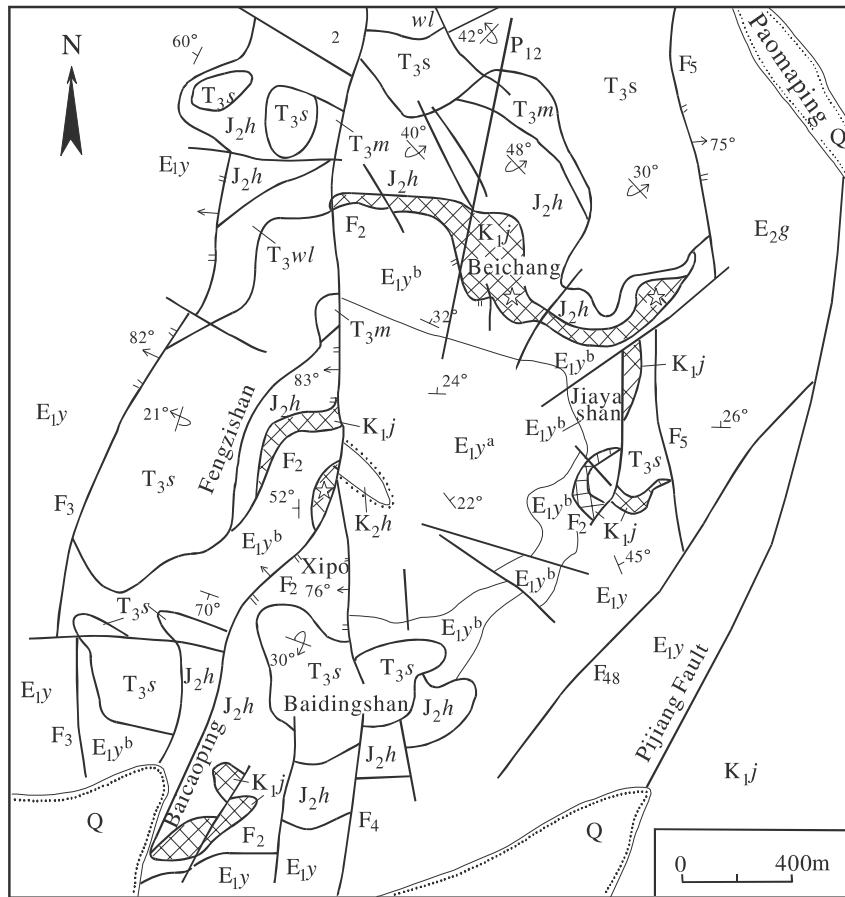 wl
42°
P₁₂
60°
2
N
T₃s
T₃s
F₅
Paomaping
T₃s
T₃s
T₃m
Q
J₂h
T₃m
40°
48°
75°
E₁y
J₂h
J₂h
J₂h
30°
F₂
K₁j
E₂g
T₃wl
Beichang
E₁yᵇ
J₂h
T₃m
32°
82°
E₁yᵇ
K₁j
83°
24°
Jiaya
shan
J₂h
E₁y
21°
K₁j
E₁yᵇ
26°
Fengzishan
E₁yᵃ
F₅
F₂
T₃s
T₃s
F₃
52°
22°
E₁yᵇ
K₂h
F₂
K₁j
E₁yᵇ
45°
Xipo
F₂
76°
E₁yᵇ
E₁y
70°
T₃s
E₁yᵇ
30°
T₃s
T₃s
E₁y
J₂h
F₄₈
E₁y
T₃s
Baidingshan
J₂h
J₂h
F₃
E₁yᵇ
J₂h
Pijiang Fault
K₁j
K₁j
J₂h
Baicaoping
Q
F₂
F₄
Q
E₁y
E₁y
0
400m